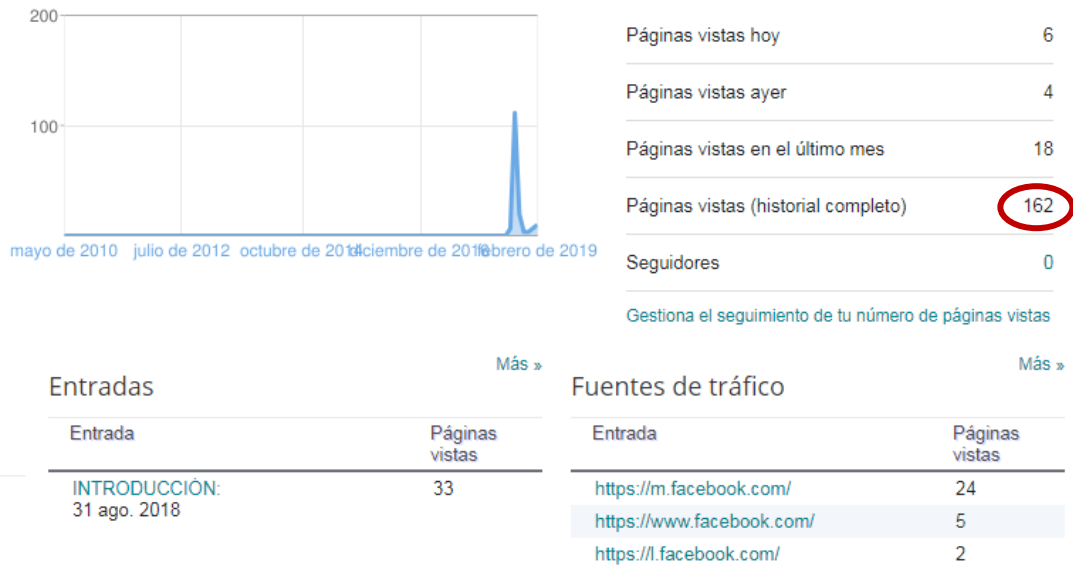 200
100
mayo de 2010 julio de 2012 octubre de 2014 diciembre de 2016 febrero de 2019
Páginas vistas hoy 6
Páginas vistas ayer 4
Páginas vistas en el último mes 18
Páginas vistas (historial completo) 162
Seguidores 0
Gestiona el seguimiento de tu número de páginas vistas
Más »
Entradas
Entrada Páginas
vistas
INTRODUCCIÓN: 33
31 ago. 2018
Más »
Fuentes de tráfico
Entrada Páginas
vistas
https://m.facebook.com/ 24
https://www.facebook.com/ 5
https://l.facebook.com/ 2